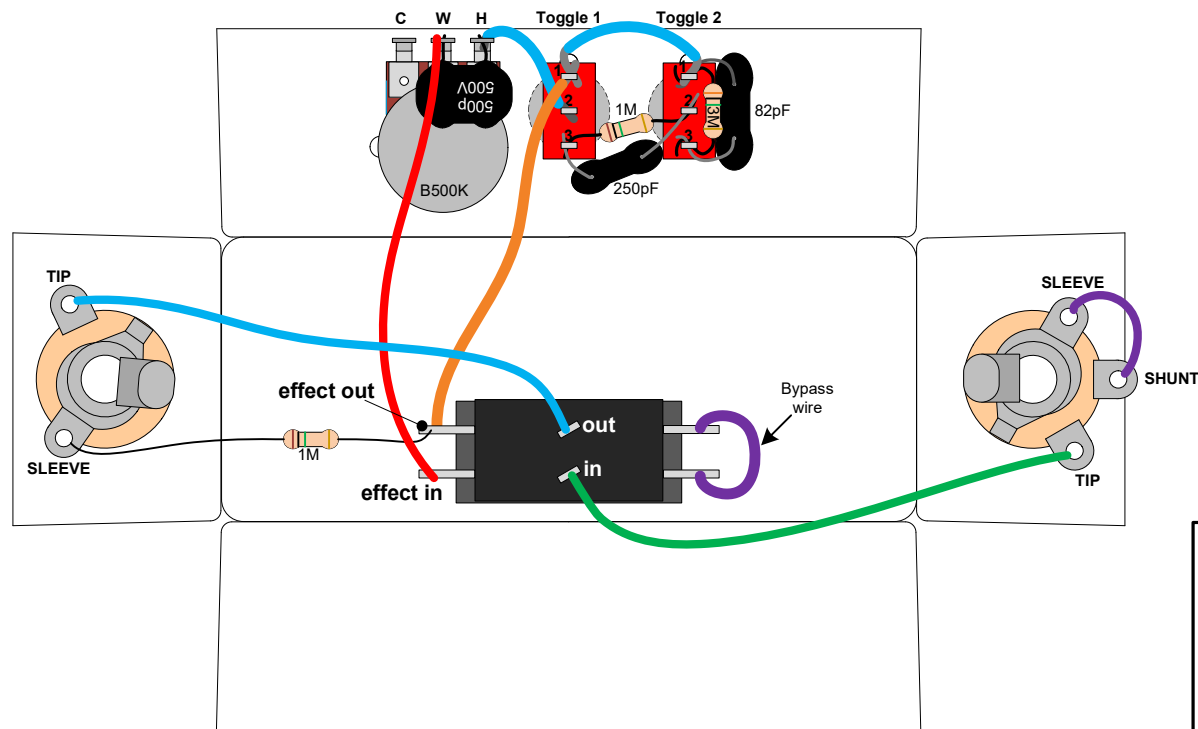 C W H Toggle 1 Toggle 2
500p
500V
1
2
3
1M
1
2
3
3M
82pF
250pF
B500K
TIP
SLEEVE
1M
effect out
effect in
out
in
Bypass
wire
SLEEVE
SHUNT
TIP